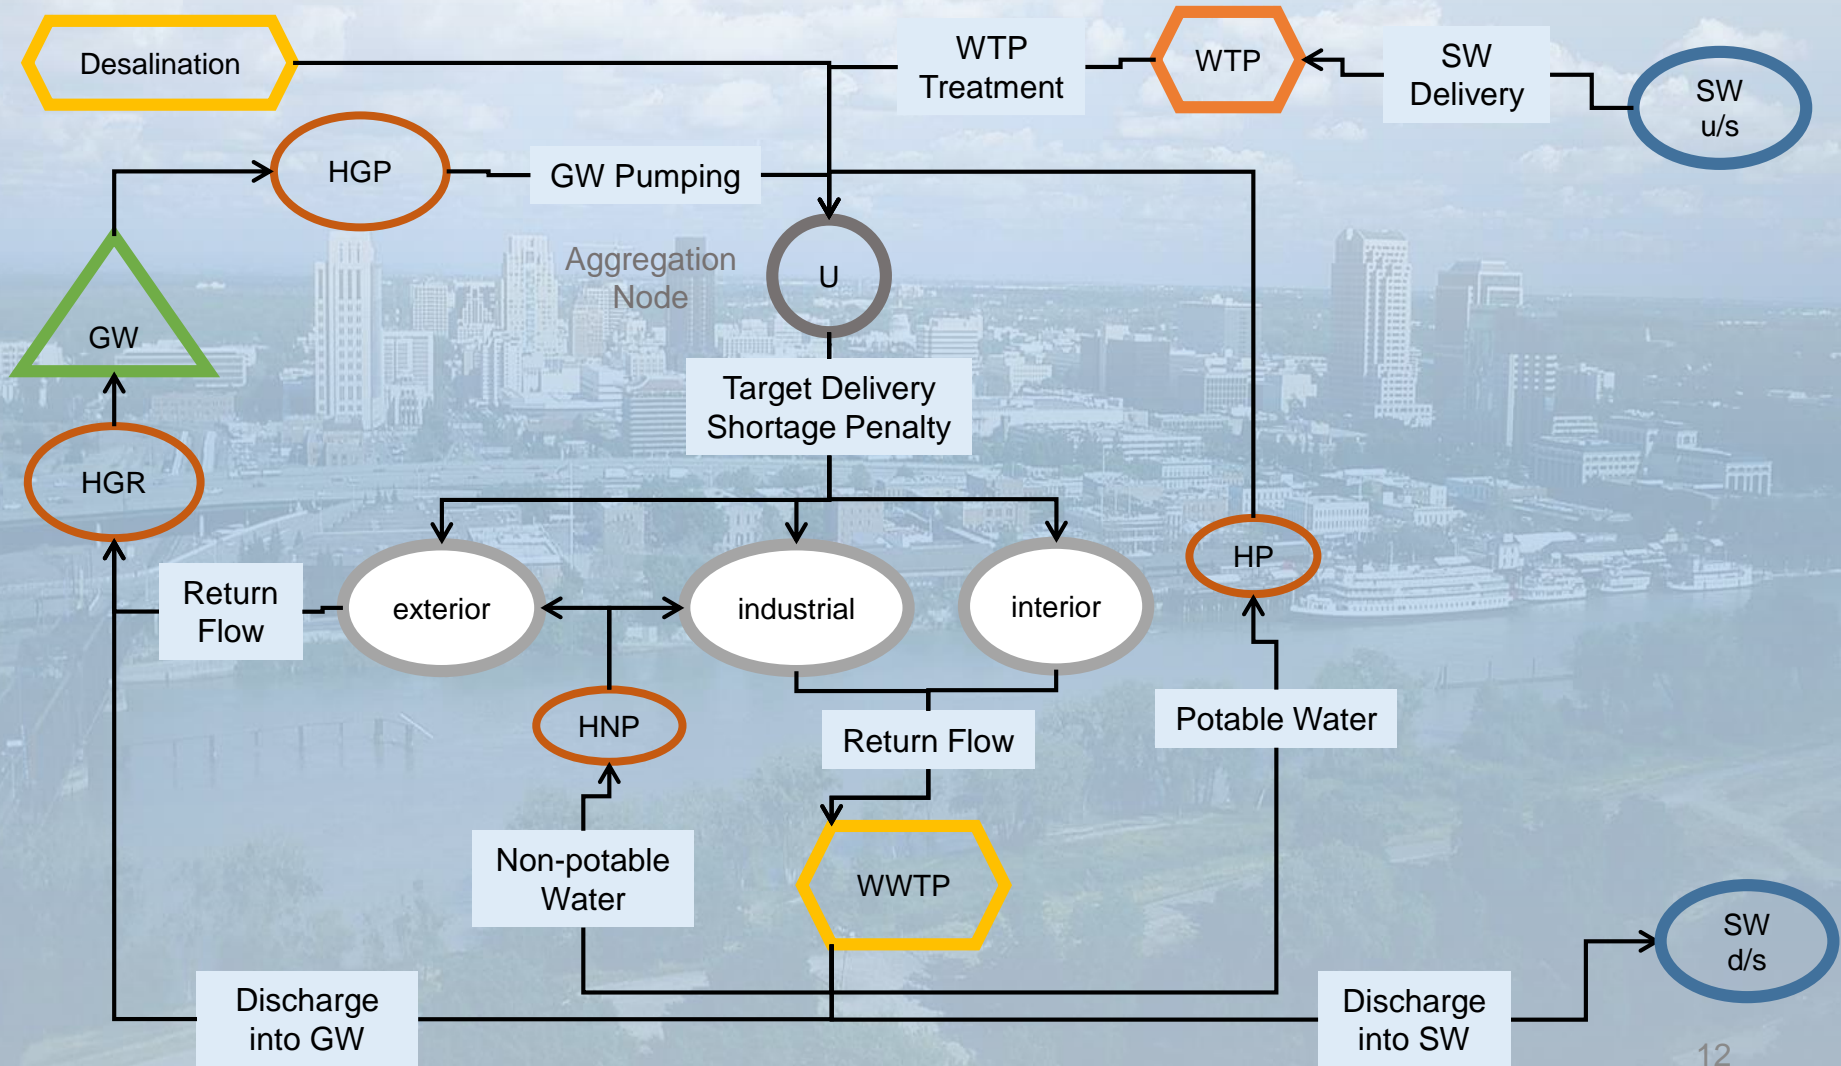 Desalination
WTP
Treatment
WTP
SW
Delivery
SW
u/s
HGP
GW Pumping
Aggregation
Node
U
GW
Target Delivery
Shortage Penalty
HGR
HP
Return
Flow
exterior
industrial
interior
HNP
Return Flow
Potable Water
Non-potable
Water
WWTP
SW
d/s
Discharge
into GW
Discharge
into SW
12